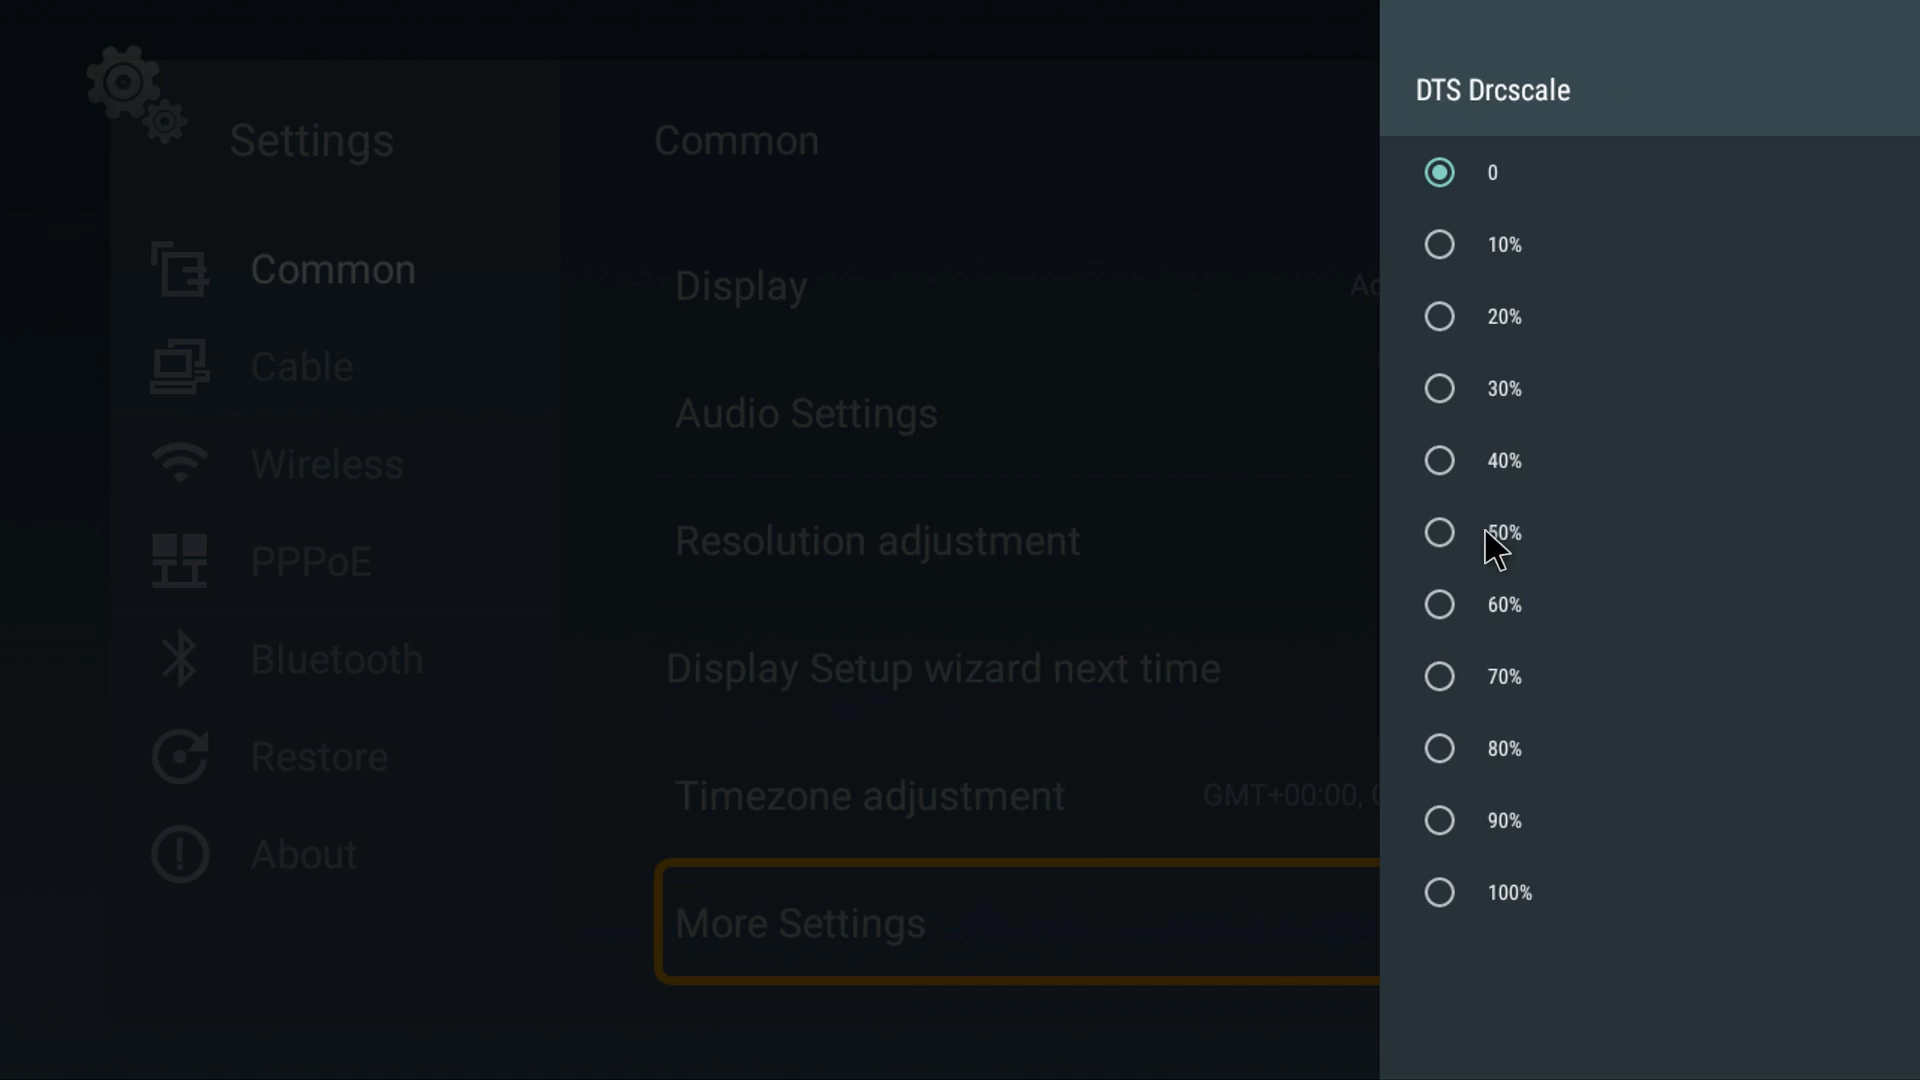 Settings
Common
Cable
Wireless
PPPoE
Bluetooth
Restore
About
Common
Display
Audio Settings
Resolution adjustment
Display Setup wizard next time
Timezone adjustment GMT+00:00,
More Settings
DTS Drcscale
0
10%
20%
30%
40%
50%
60%
70%
80%
90%
100%